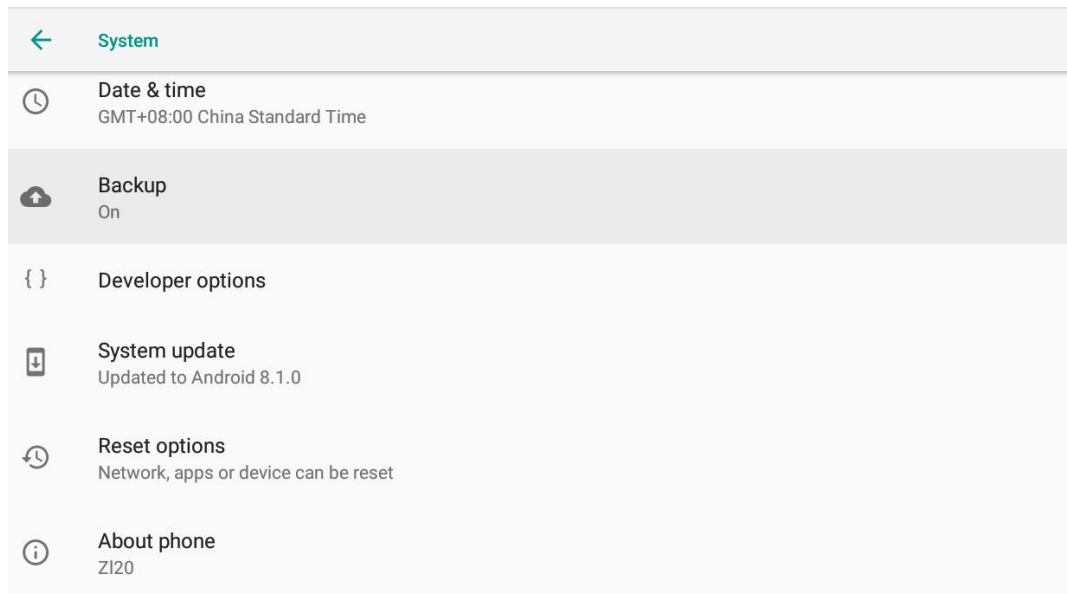 System
Date & time
GMT+08:00 China Standard Time
Backup
On
{ }
Developer options
System update
Updated to Android 8.1.0
Reset options
Network, apps or device can be reset
About phone
Zl20